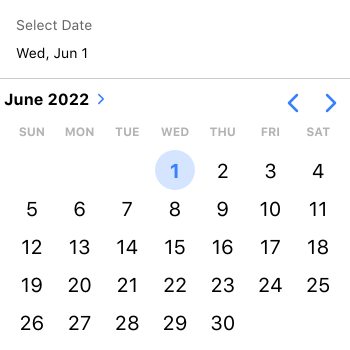 Select Date
Wed, Jun 1
June 2022
SUN MON TUE WED THU FRI SAT
1 2 3 4
5 6 7 8 9 10 11
12 13 14 15 16 17 18
19 20 21 22 23 24 25
26 27 28 29 30